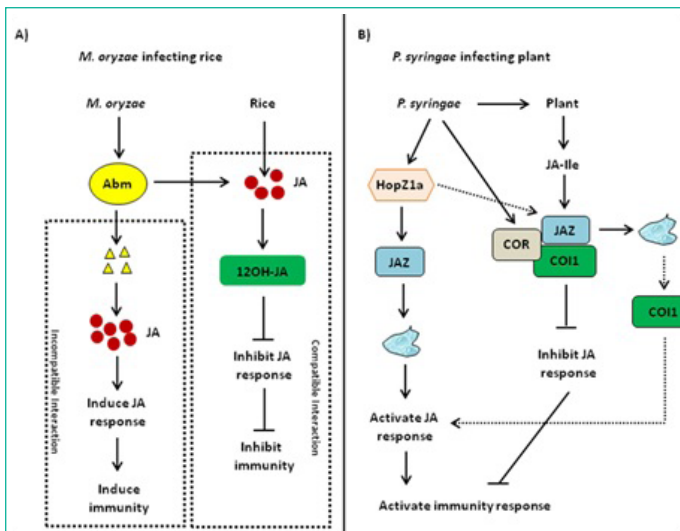 A)
M. oryzae infecting rice
M. oryzae
Rice
Abm
JA
12OH-JA
JA
Inhibit JA
response
Induce JA
response
Inhibit
immunity
Induce
immunity
Incompatible Interaction
Compatible Interaction
B)
P. syringae infecting plant
P. syringae
Plant
JA-Ile
HopZ1a
JAZ
COR
COI1
JAZ
COI1
Inhibit JA
response
Activate JA
response
Activate immunity response